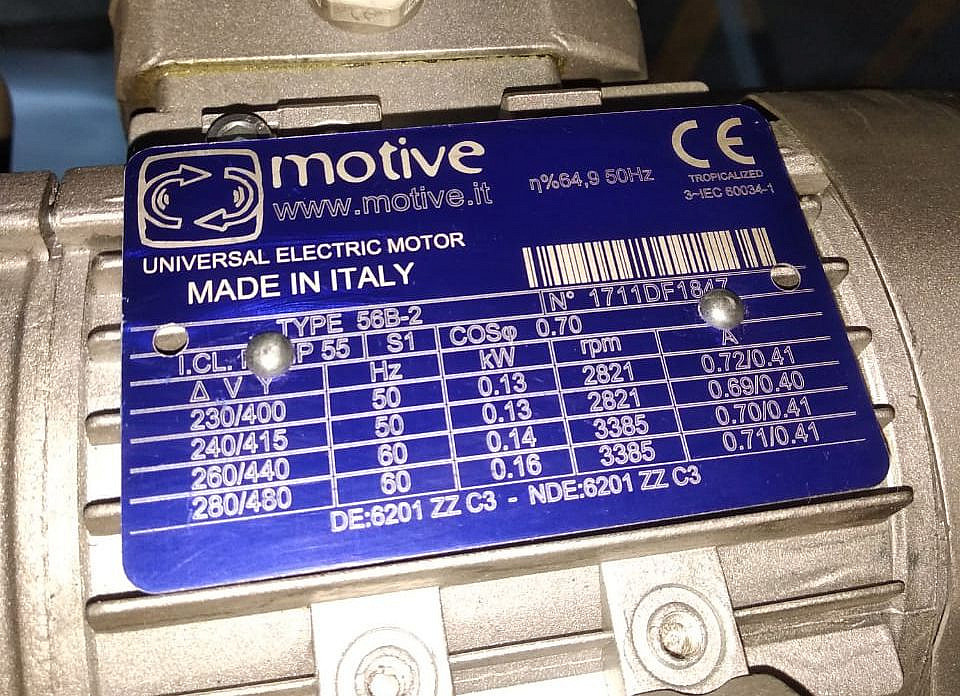 motive
www.motive.it
η%64,9 50Hz
CE
TROPICALIZED
3~IEC 60034-1
UNIVERSAL ELECTRIC MOTOR
MADE IN ITALY
TYPE 56B-2 N° 1711DF1847
I.CL. IP 55 S1 COSφ 0.70
Δ V Y Hz kW rpm A
230/400 50 0.13 2821 0.72/0.41
240/415 50 0.13 2821 0.69/0.40
260/440 60 0.14 3385 0.70/0.41
280/480 60 0.16 3385 0.71/0.41
DE:6201 ZZ C3 - NDE:6201 ZZ C3